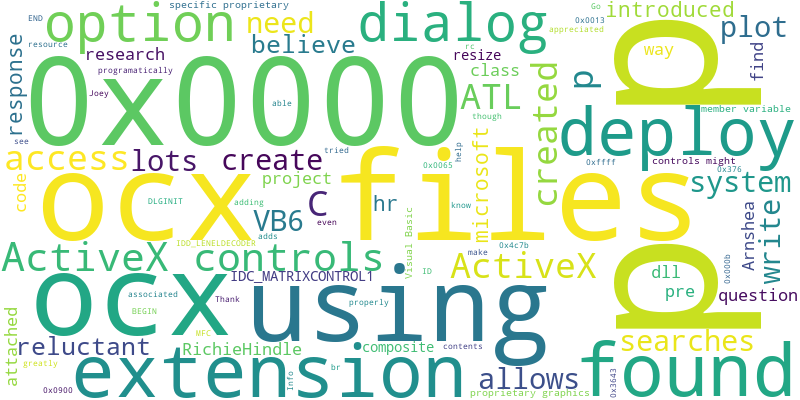 END
specific proprietary
Go
0x0013
introduced
option
need
dialog
appreciated
plot
response
resource
research
believe
rc
resize
way
find
programatically
class
0x0000
Joey
able
ATL
p
q
member variable
see
tried
though
created
deploy
access
lots
create
help
0xffff
controls might
0x0065
0x376
code
ocx files
microsoft
project
system
DLGINIT
adding
C
hr
know
VB6
even
adds
Visual Basic
Arnshea
write
IDD_LENELDECODER
0x4c7b
ActiveX controls
make
ActiveX
0x000b
dll
q
IDC_MATRIXCONTROL1
ID
pre
question
ocx
using
associated
Thank
properly
attached
BEGIN
MFC
found
searches
reluctant
RichieHindle
composite
contents
extension
greatly
br
Info
allows
0x3643
0x0900
proprietary graphics